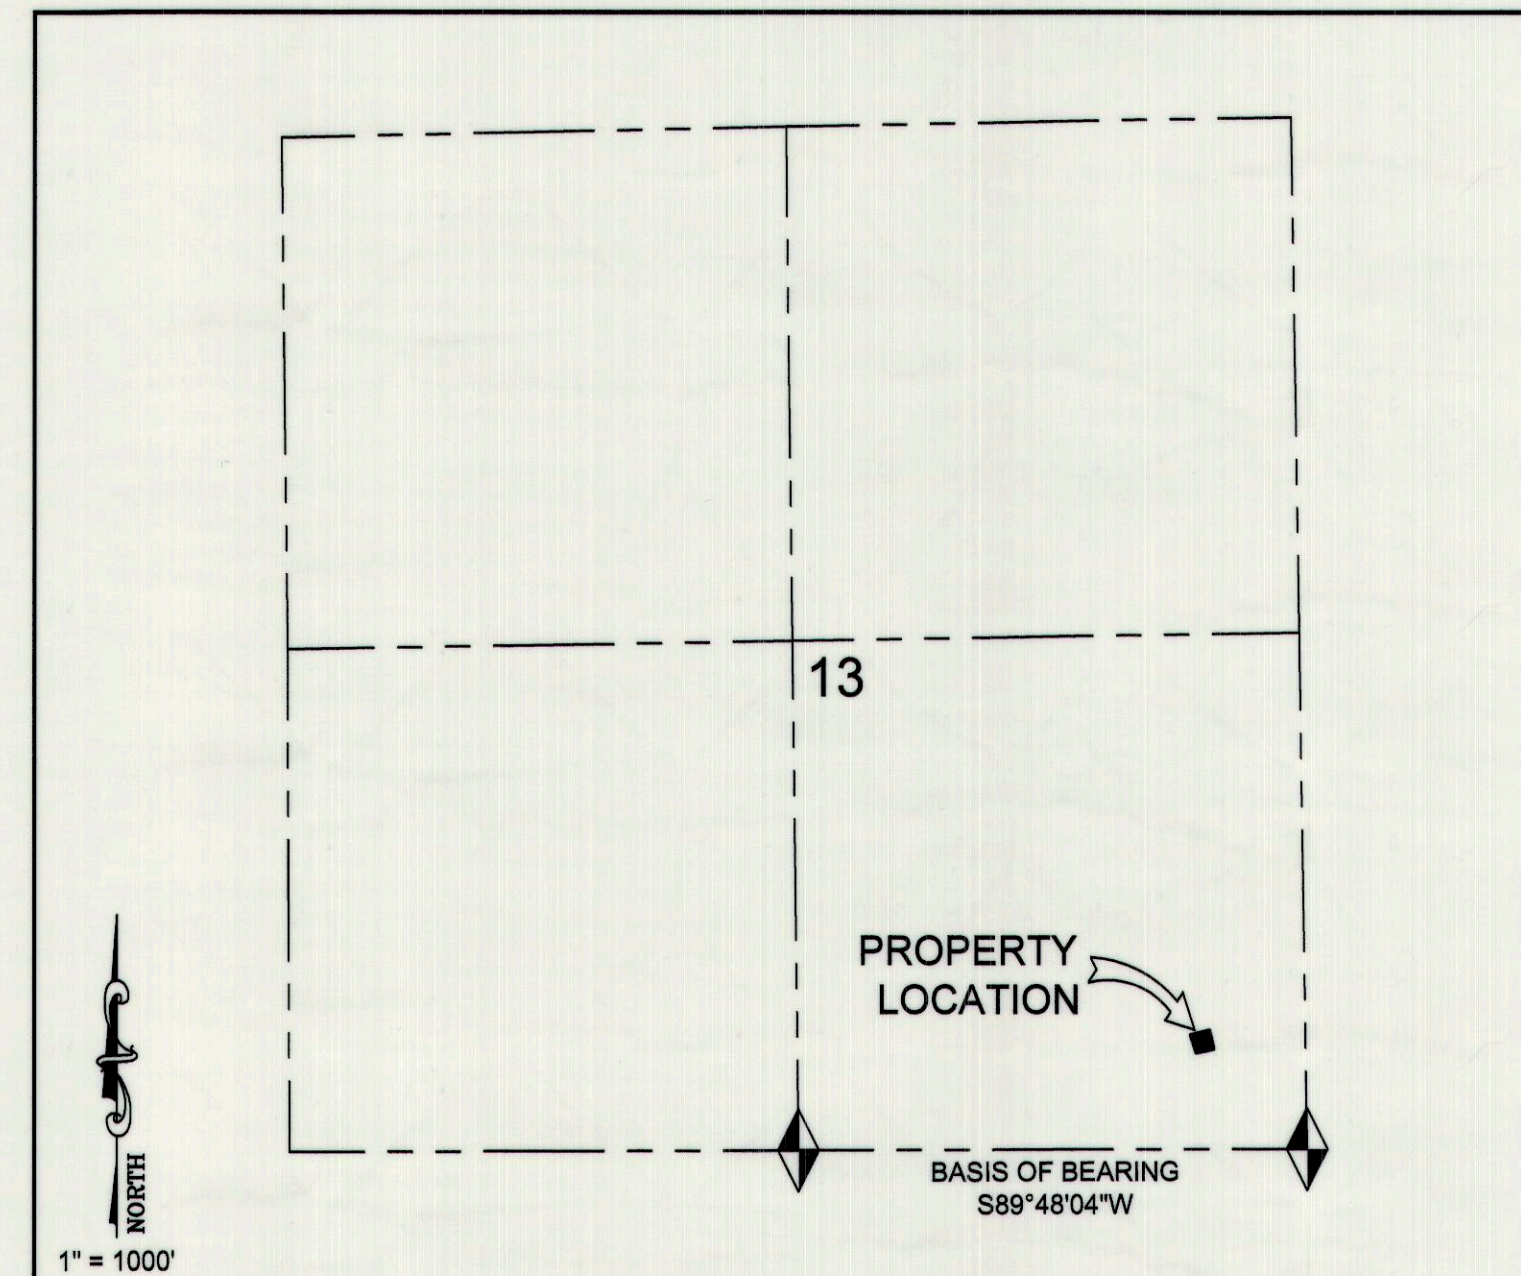 13
PROPERTY
LOCATION
BASIS OF BEARING
S89°48'04"W
NORTH
1" = 1000'